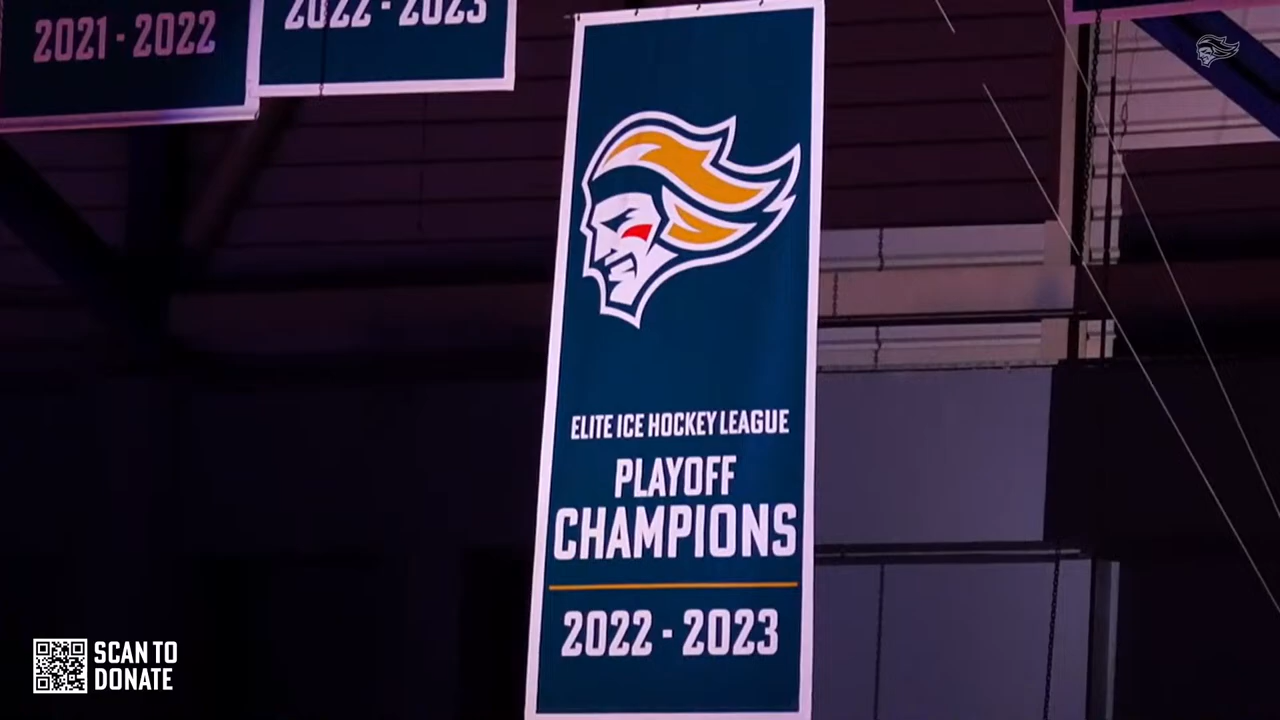 2021 - 2022
2022 - 2023
ELITE ICE HOCKEY LEAGUE
PLAYOFF
CHAMPIONS
2022 - 2023
SCAN TO
DONATE